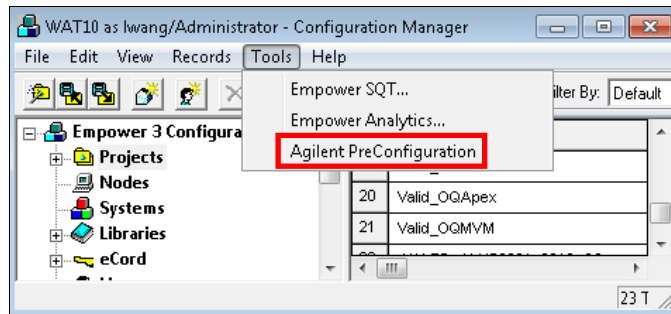 WAT10 as lwang/Administrator - Configuration Manager
File Edit View Records Tools Help
Empower SQT...
Empower Analytics...
Agilent PreConfiguration
ilter By: Default
Empower 3 Configura
Projects
Nodes
Systems
Libraries
eCord
20 Valid_OQApex
21 Valid_OQMVM
23 T